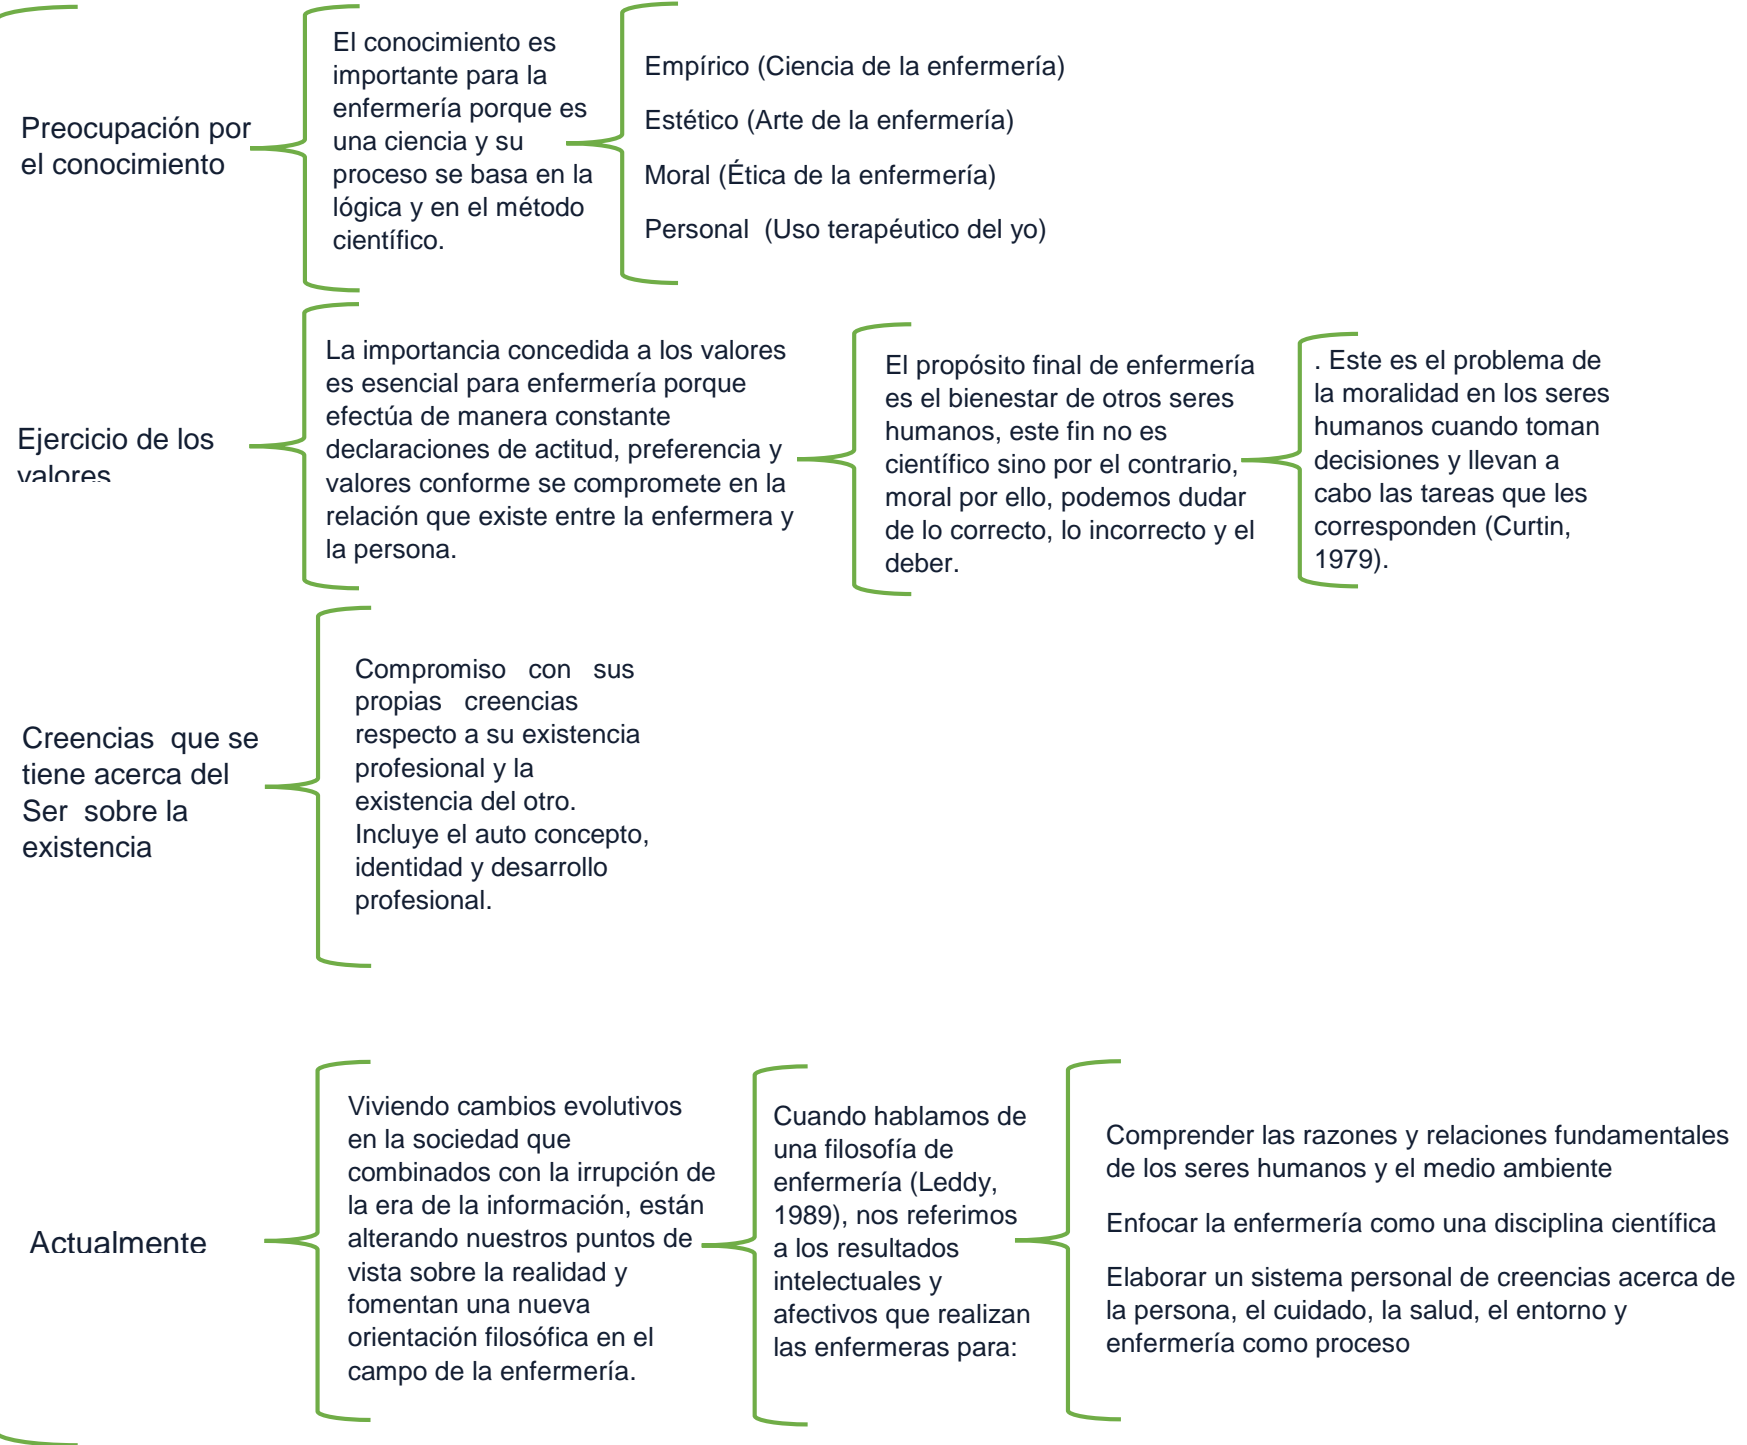 Preocupación por
el conocimiento
El conocimiento es
importante para la
enfermería porque es
una ciencia y su
proceso se basa en la
lógica y en el método
científico.
Empírico (Ciencia de la enfermería)
Estético (Arte de la enfermería)
Moral (Ética de la enfermería)
Personal (Uso terapéutico del yo)
Ejercicio de los
valores
La importancia concedida a los valores
es esencial para enfermería porque
efectúa de manera constante
declaraciones de actitud, preferencia y
valores conforme se compromete en la
relación que existe entre la enfermera y
la persona.
El propósito final de enfermería
es el bienestar de otros seres
humanos, este fin no es
científico sino por el contrario,
moral por ello, podemos dudar
de lo correcto, lo incorrecto y el
deber.
. Este es el problema de
la moralidad en los seres
humanos cuando toman
decisiones y llevan a
cabo las tareas que les
corresponden (Curtin,
1979).
Creencias que se
tiene acerca del
Ser sobre la
existencia
Compromiso con sus
propias creencias
respecto a su existencia
profesional y la
existencia del otro.
Incluye el auto concepto,
identidad y desarrollo
profesional.
Actualmente
Viviendo cambios evolutivos
en la sociedad que
combinados con la irrupción de
la era de la información, están
alterando nuestros puntos de
vista sobre la realidad y
fomentan una nueva
orientación filosófica en el
campo de la enfermería.
Cuando hablamos de
una filosofía de
enfermería (Leddy,
1989), nos referimos
a los resultados
intelectuales y
afectivos que realizan
las enfermeras para:
Comprender las razones y relaciones fundamentales
de los seres humanos y el medio ambiente
Enfocar la enfermería como una disciplina científica
Elaborar un sistema personal de creencias acerca de
la persona, el cuidado, la salud, el entorno y
enfermería como proceso